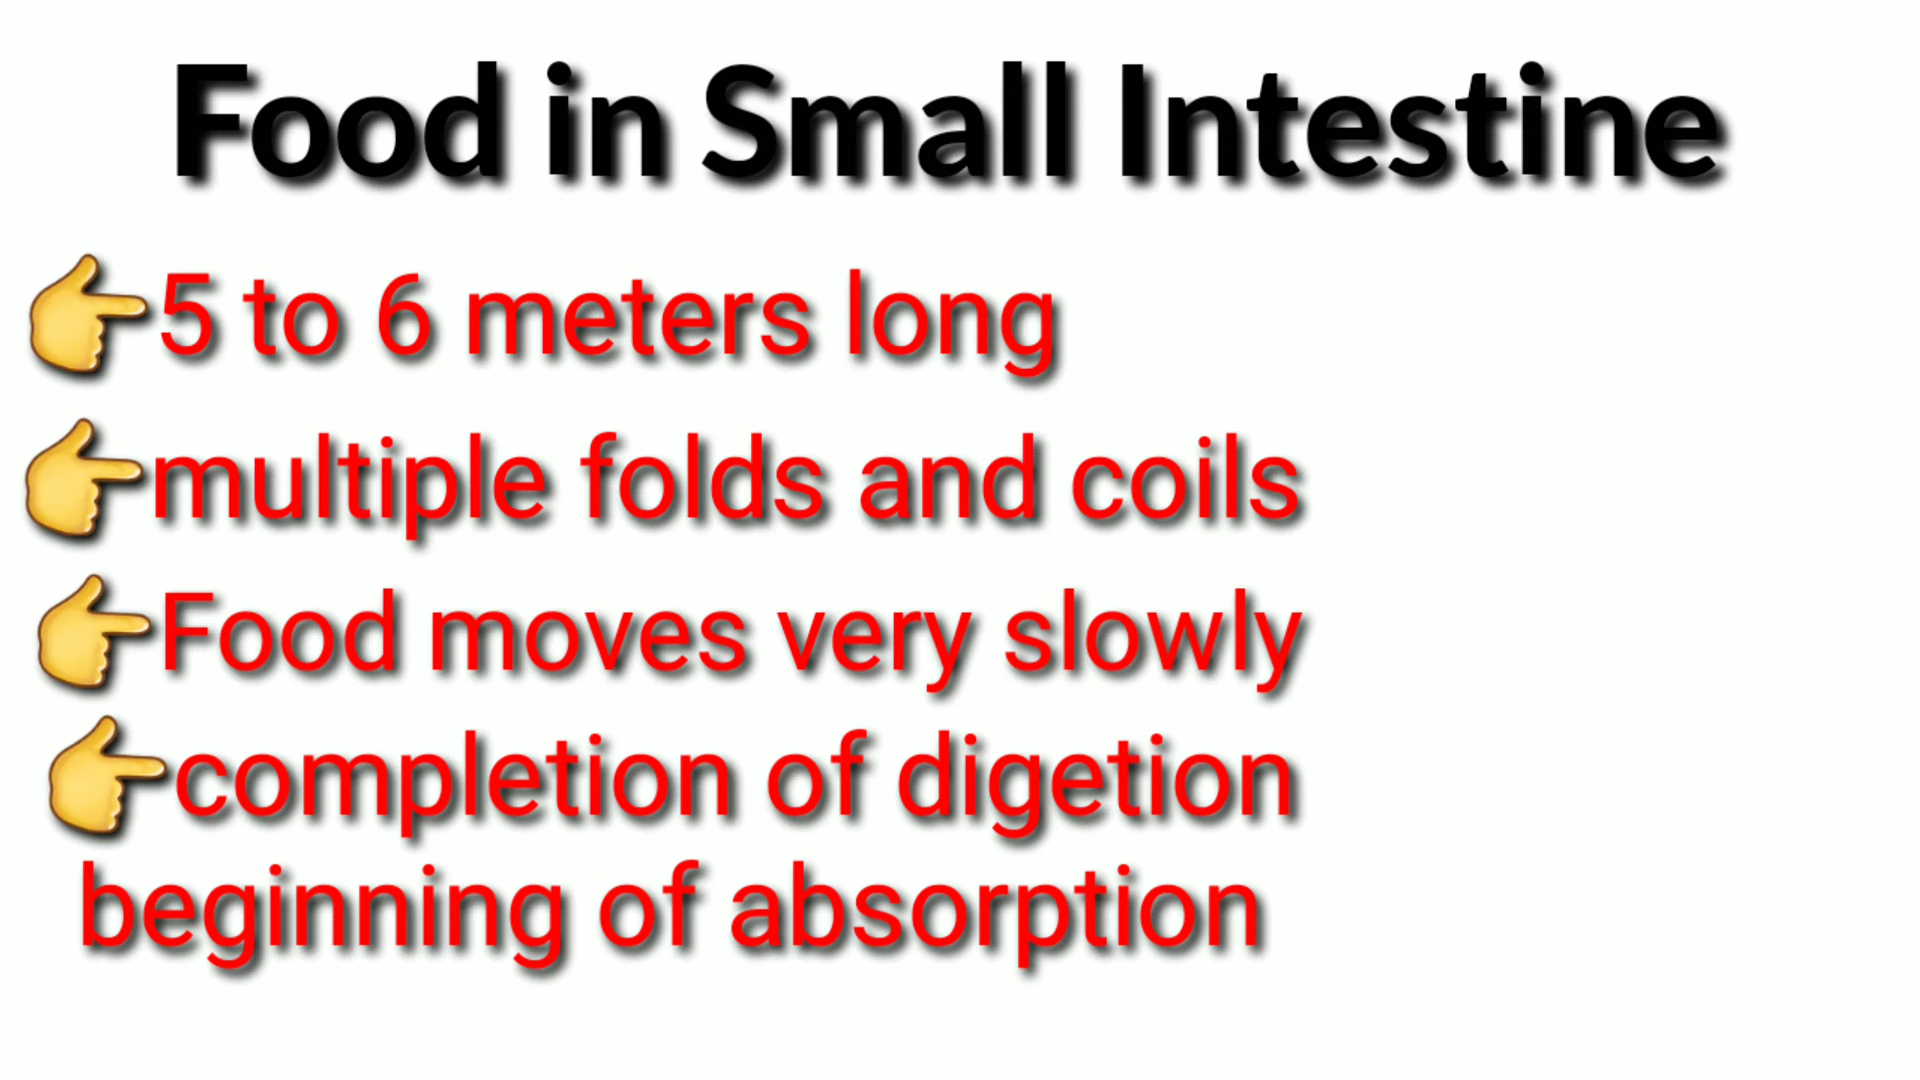 Food in Small Intestine
👉5 to 6 meters long
👉multiple folds and coils
👉Food moves very slowly
👉completion of digetion
beginning of absorption